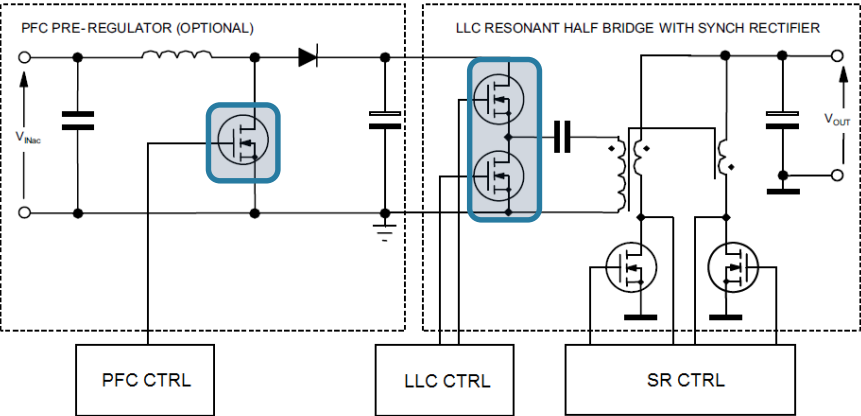 PFC PRE-REGULATOR (OPTIONAL)
LLC RESONANT HALF BRIDGE WITH SYNCH RECTIFIER
VINac
VOUT
PFC CTRL
LLC CTRL
SR CTRL